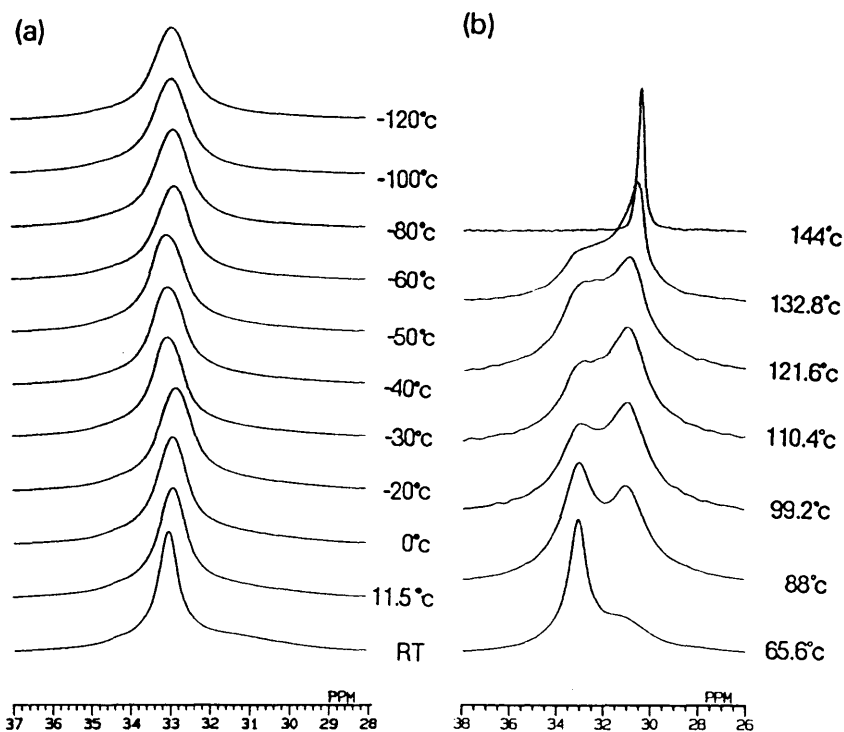 (a)
-120°c
-100°c
-80°c
-60°c
-50°c
-40°c
-30°c
-20°c
0°c
11.5°c
RT
PPM
37 36 35 34 33 32 31 30 29 28
(b)
144°c
132.8°c
121.6°c
110.4°c
99.2°c
88°c
65.6°c
PPM
38 36 34 32 30 28 26